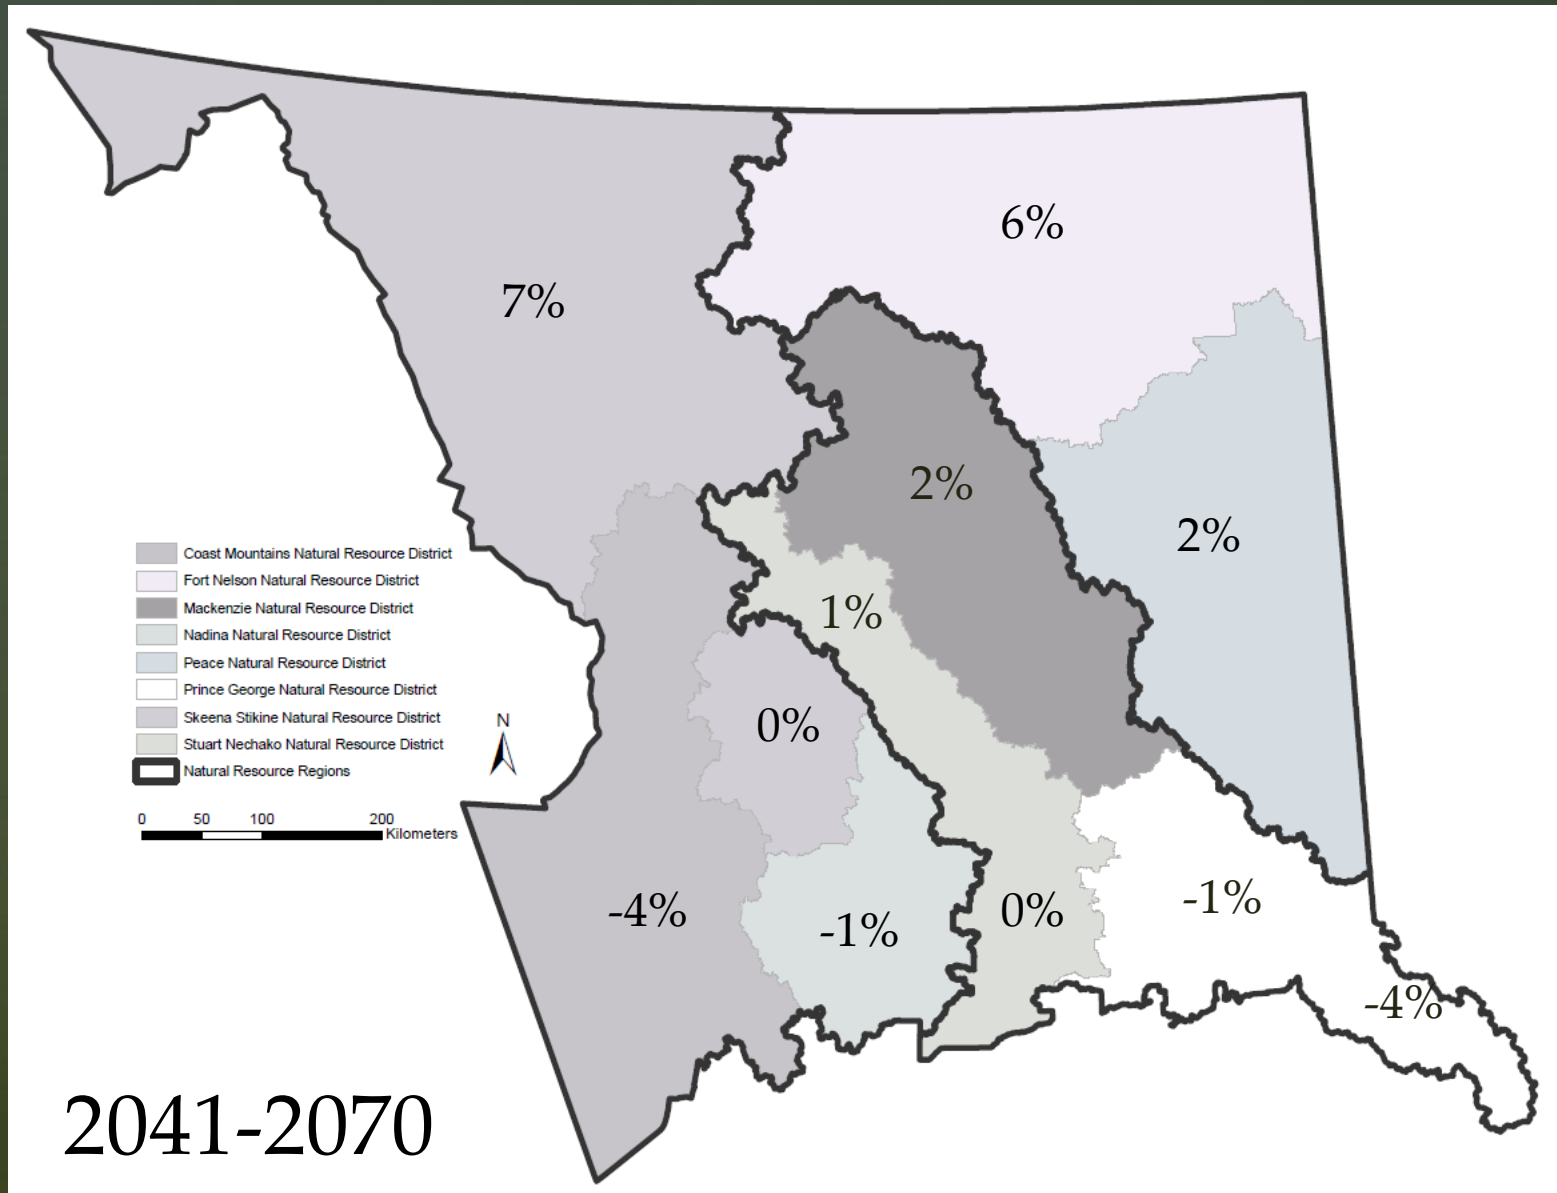 6%
7%
2%
2%
Coast Mountains Natural Resource District
Fort Nelson Natural Resource District
Mackenzie Natural Resource District
Nadina Natural Resource District
Peace Natural Resource District
Prince George Natural Resource District
Skeena Stikine Natural Resource District
Stuart Nechako Natural Resource District
Natural Resource Regions
N
0 50 100 200
Kilometers
1%
0%
-4%
-1%
0%
-1%
-4%
2041-2070